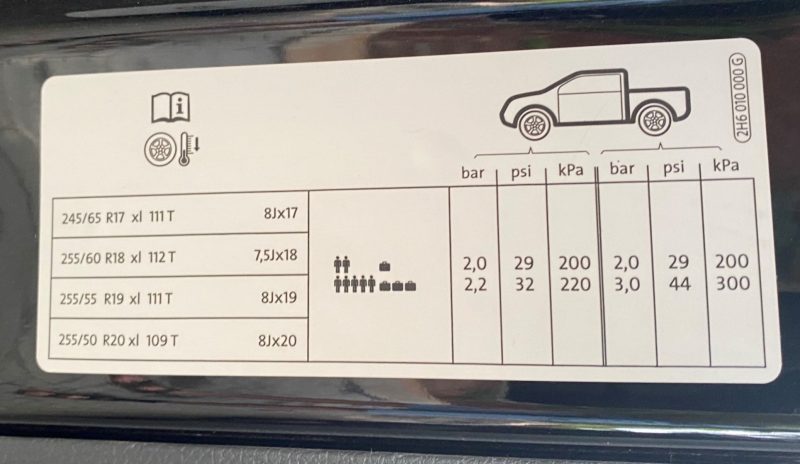 i
2H6 010 000 G
bar psi kPa bar psi kPa
245/65 R17 xl 111 T 8Jx17
255/60 R18 xl 112 T 7,5Jx18
255/55 R19 xl 111 T 8Jx19
255/50 R20 xl 109 T 8Jx20
2,0 29 200 2,0 29 200
2,2 32 220 3,0 44 300